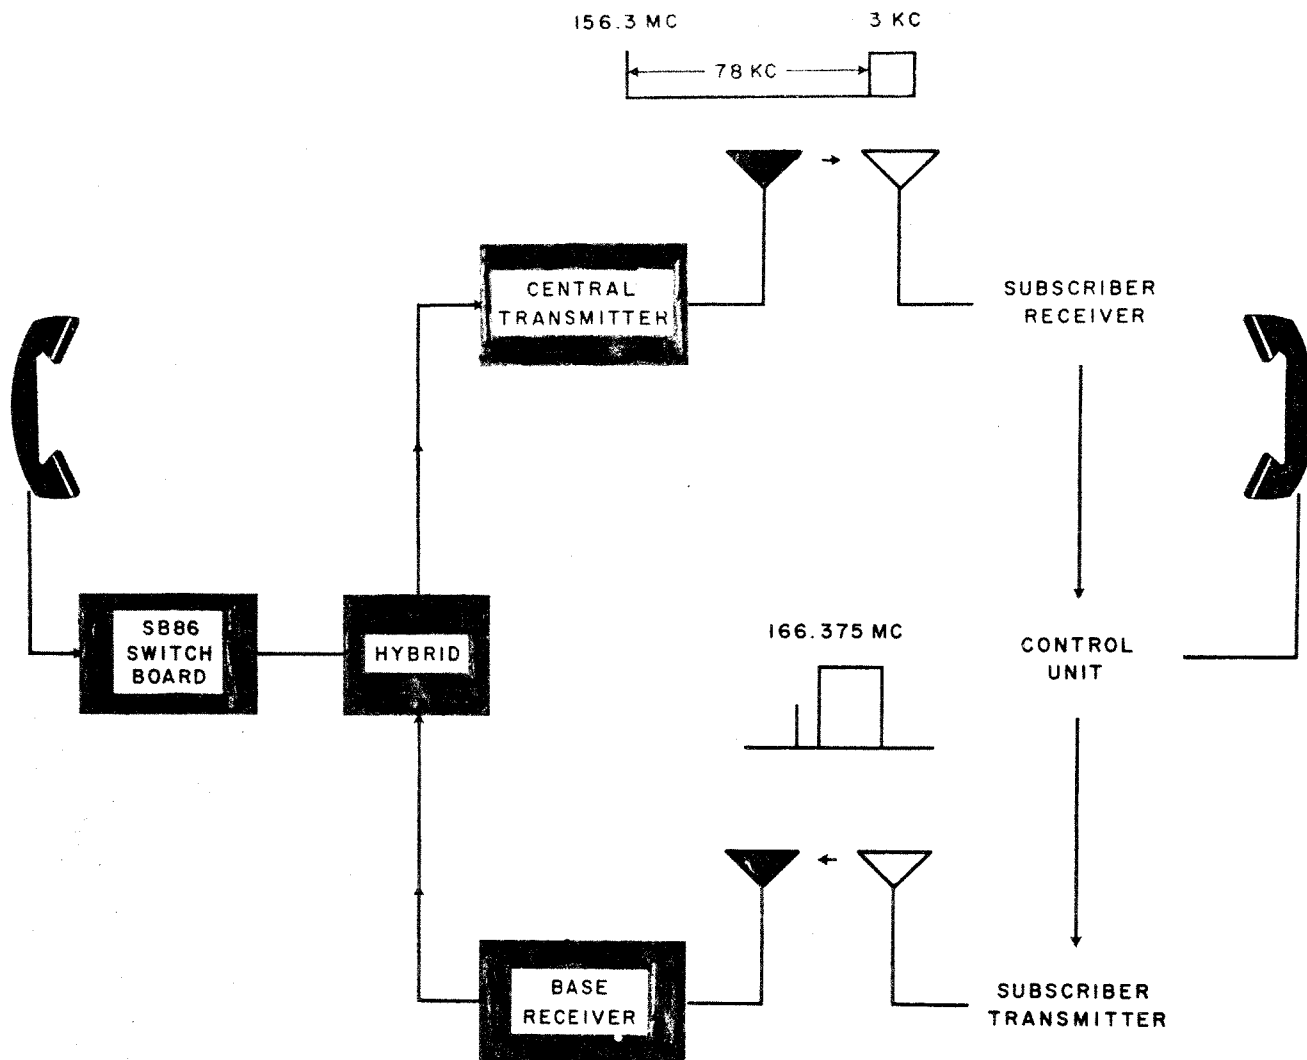 156.3 MC
3 KC
78 KC
CENTRAL
TRANSMITTER
SUBSCRIBER
RECEIVER
SB86
SWITCH
BOARD
HYBRID
166.375 MC
CONTROL
UNIT
BASE
RECEIVER
SUBSCRIBER
TRANSMITTER